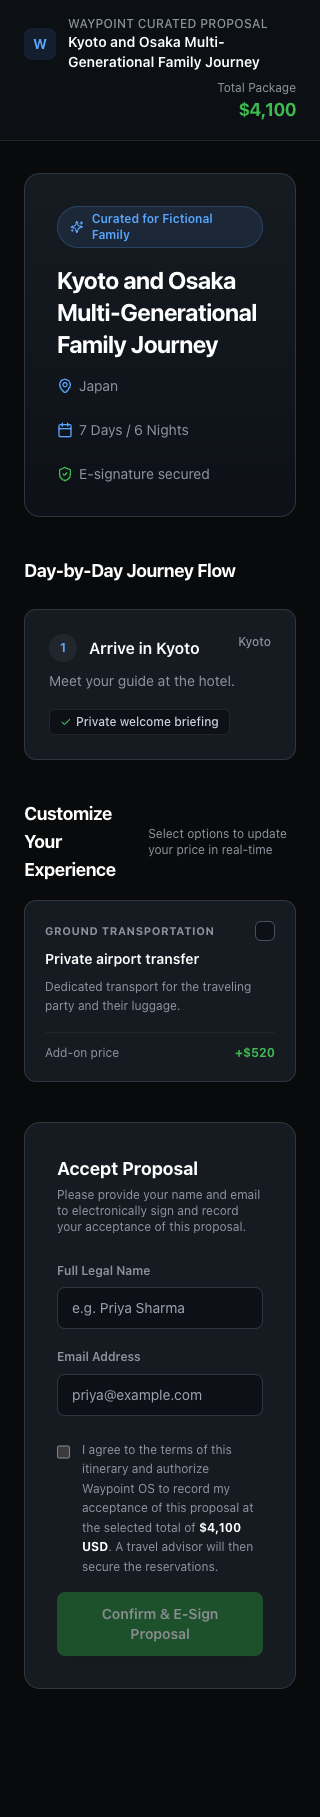 W
WAYPOINT CURATED PROPOSAL
Kyoto and Osaka Multi-
Generational Family Journey
Total Package
$4,100
Curated for Fictional
Family
Kyoto and Osaka
Multi-Generational
Family Journey
Japan
7 Days / 6 Nights
E-signature secured
Day-by-Day Journey Flow
1
Arrive in Kyoto
Kyoto
Meet your guide at the hotel.
Private welcome briefing
Customize
Your
Experience
Select options to update
your price in real-time
GROUND TRANSPORTATION
Private airport transfer
Dedicated transport for the traveling
party and their luggage.
Add-on price
+$520
Accept Proposal
Please provide your name and email
to electronically sign and record
your acceptance of this proposal.
Full Legal Name
e.g. Priya Sharma
Email Address
priya@example.com
I agree to the terms of this
itinerary and authorize
Waypoint OS to record my
acceptance of this proposal at
the selected total of $4,100
USD. A travel advisor will then
secure the reservations.
Confirm & E-Sign
Proposal